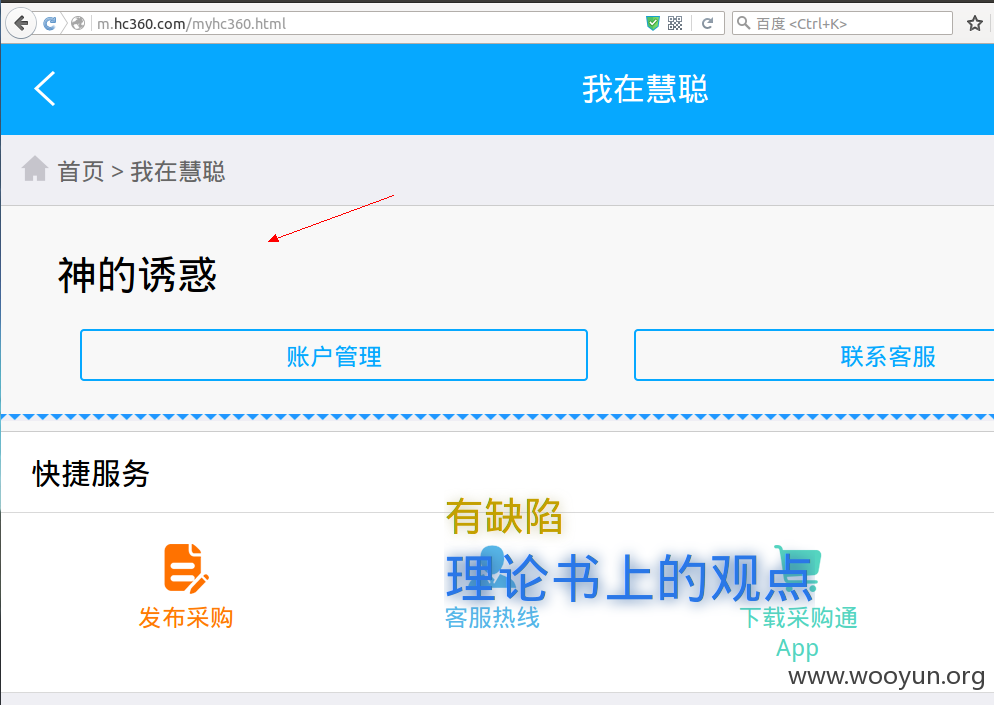 m.hc360.com/myhc360.html
百度 <Ctrl+K>
我在慧聪
首页 > 我在慧聪
神的诱惑
账户管理
联系客服
快捷服务
有缺陷
理论书上的观点
发布采购
客服热线
下载采购通
App
www.wooyun.org